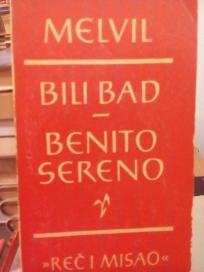 MELVIL
BILI BAD
–
BENITO
SERENO
»REČ I MISAO«